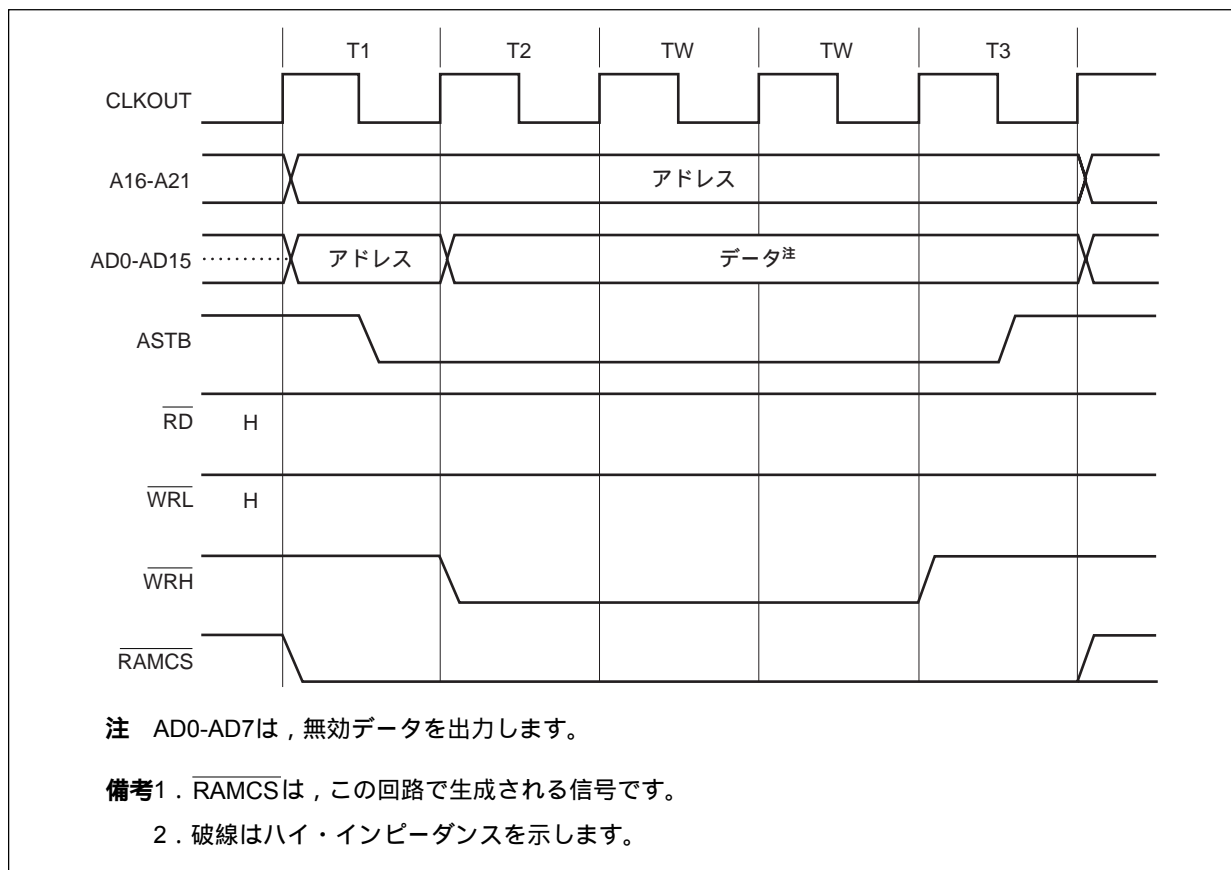 T1 T2 TW TW T3
CLKOUT
A16-A21 アドレス
AD0-AD15 アドレス データ注
ASTB
RD H
WRL H
WRH
RAMCS
注 AD0-AD7は，無効データを出力します。
備考1．RAMCSは，この回路で生成される信号です。
2．破線はハイ・インピーダンスを示します。